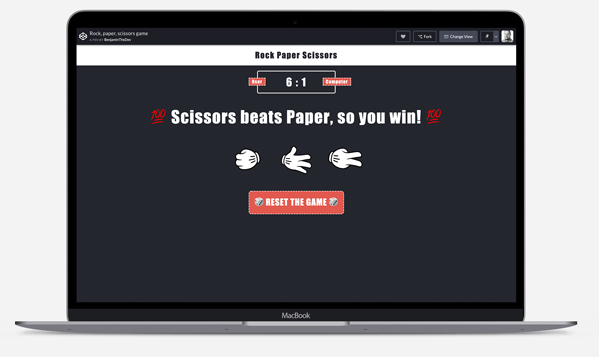 Rock, paper, scissors game
A PEN BY BenjaminTheDev
Fork
Change View
Rock Paper Scissors
User
6 : 1
Computer
💯 Scissors beats Paper, so you win! 💯
RESET THE GAME
MacBook